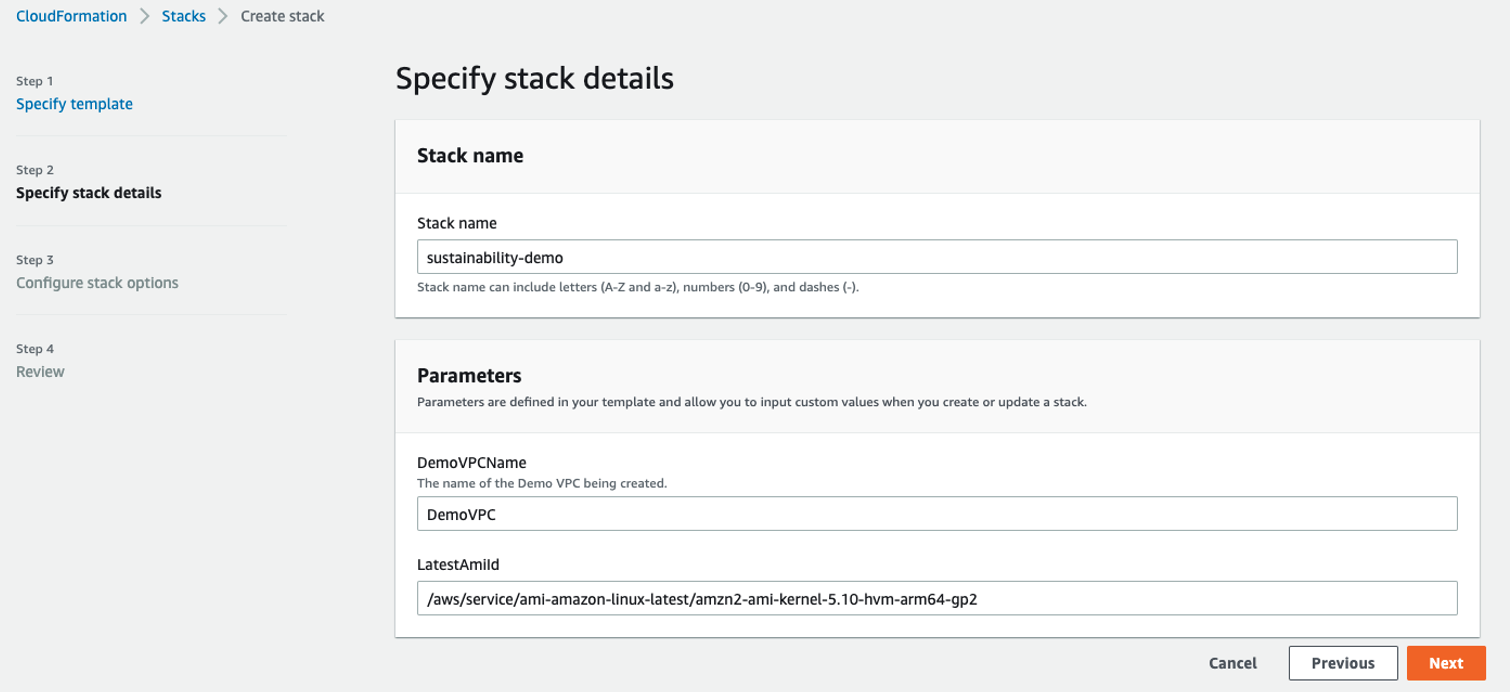 CloudFormation > Stacks > Create stack
Step 1
Specify template
Step 2
Specify stack details
Step 3
Configure stack options
Step 4
Review
Specify stack details
Stack name
Stack name
sustainability-demo
Stack name can include letters (A-Z and a-z), numbers (0-9), and dashes (-).
Parameters
Parameters are defined in your template and allow you to input custom values when you create or update a stack.
DemoVPCName
The name of the Demo VPC being created.
DemoVPC
LatestAmiId
/aws/service/ami-amazon-linux-latest/amzn2-ami-kernel-5.10-hvm-arm64-gp2
Cancel Previous Next